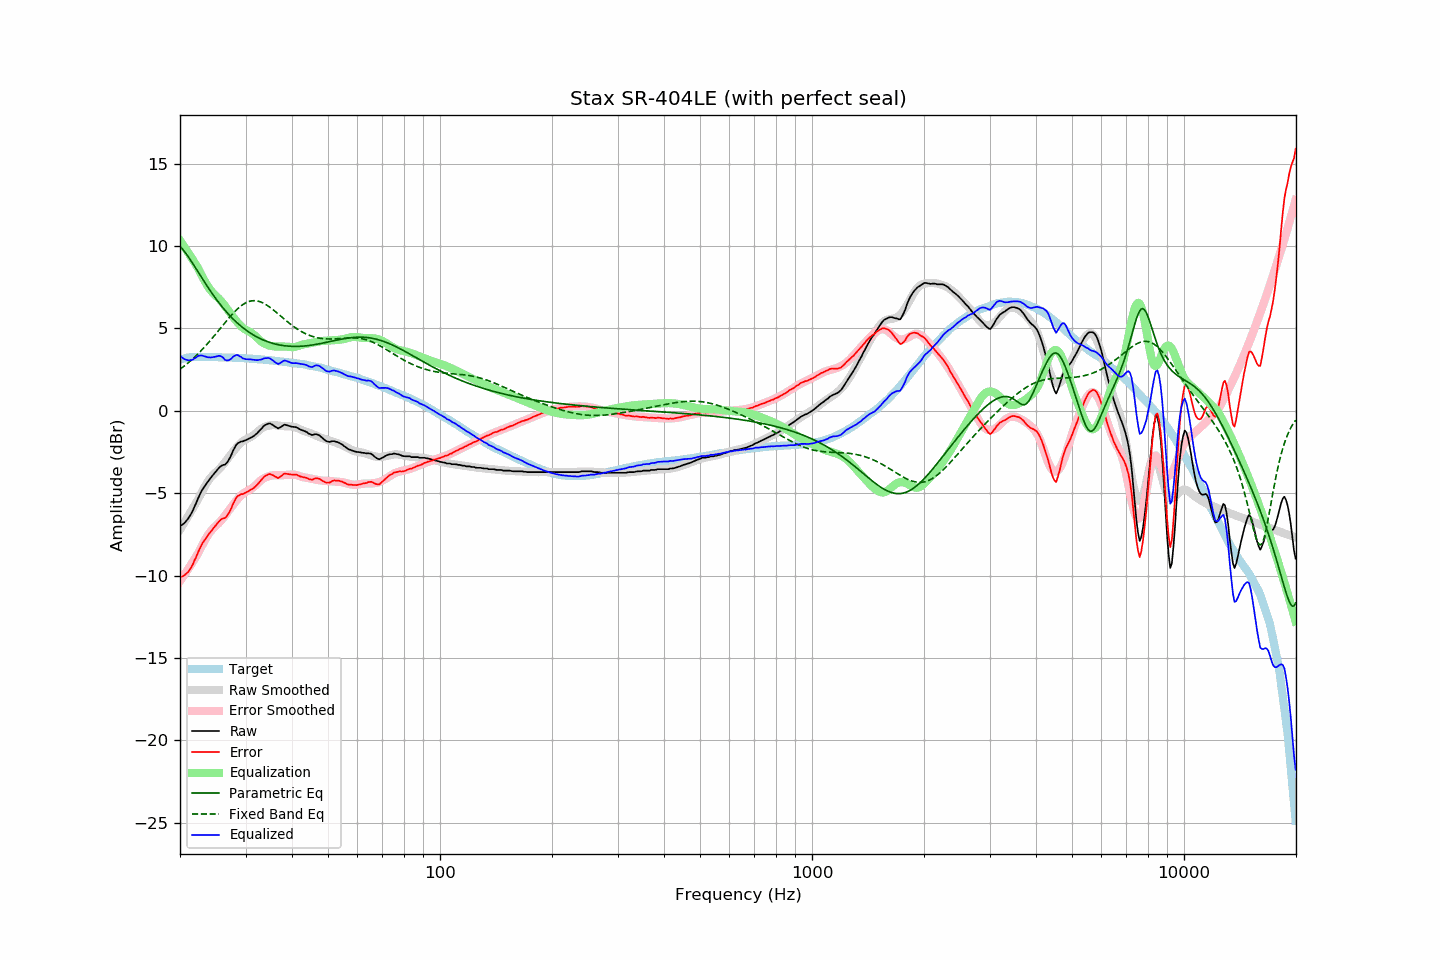 Stax SR-404LE (with perfect seal)
Amplitude (dBr)
15
10
5
0
−5
−10
−15
−20
−25
Target
Raw Smoothed
Error Smoothed
Raw
Error
Equalization
Parametric Eq
Fixed Band Eq
Equalized
100
1000
10000
Frequency (Hz)